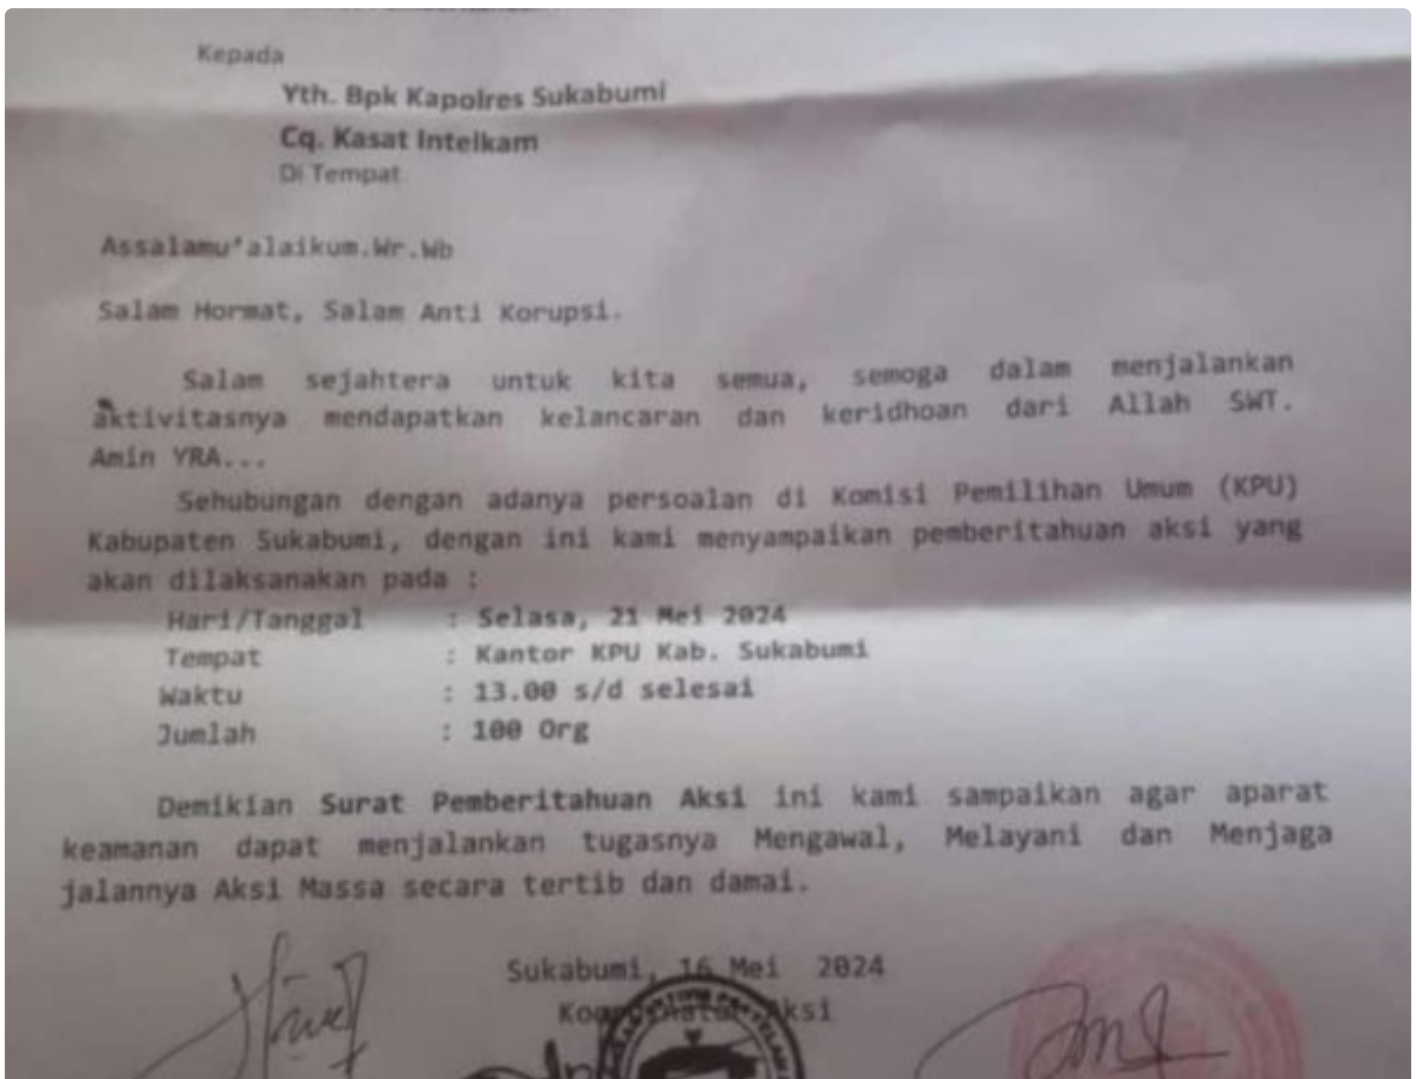 Kepada
Yth. Bpk Kapolres Sukabumi
Cq. Kasat Intelkam
Di Tempat
Assalamu'alaikum.Wr.Wb
Salam Hormat, Salam Anti Korupsi.
Salam sejahtera untuk kita semua, semoga dalam menjalankan
aktivitasnya mendapatkan kelancaran dan keridhoan dari Allah SWT.
Amin YRA...
Sehubungan dengan adanya persoalan di Komisi Pemilihan Umum (KPU)
Kabupaten Sukabumi, dengan ini kami menyampaikan pemberitahuan aksi yang
akan dilaksanakan pada :
Hari/Tanggal : Selasa, 21 Mei 2024
Tempat : Kantor KPU Kab. Sukabumi
Waktu : 13.00 s/d selesai
Jumlah : 100 Org
Demikian Surat Pemberitahuan Aksi ini kami sampaikan agar aparat
keamanan dapat menjalankan tugasnya Mengawal, Melayani dan Menjaga
jalannya Aksi Massa secara tertib dan damai.
Sukabumi, 16 Mei 2024
Aksi